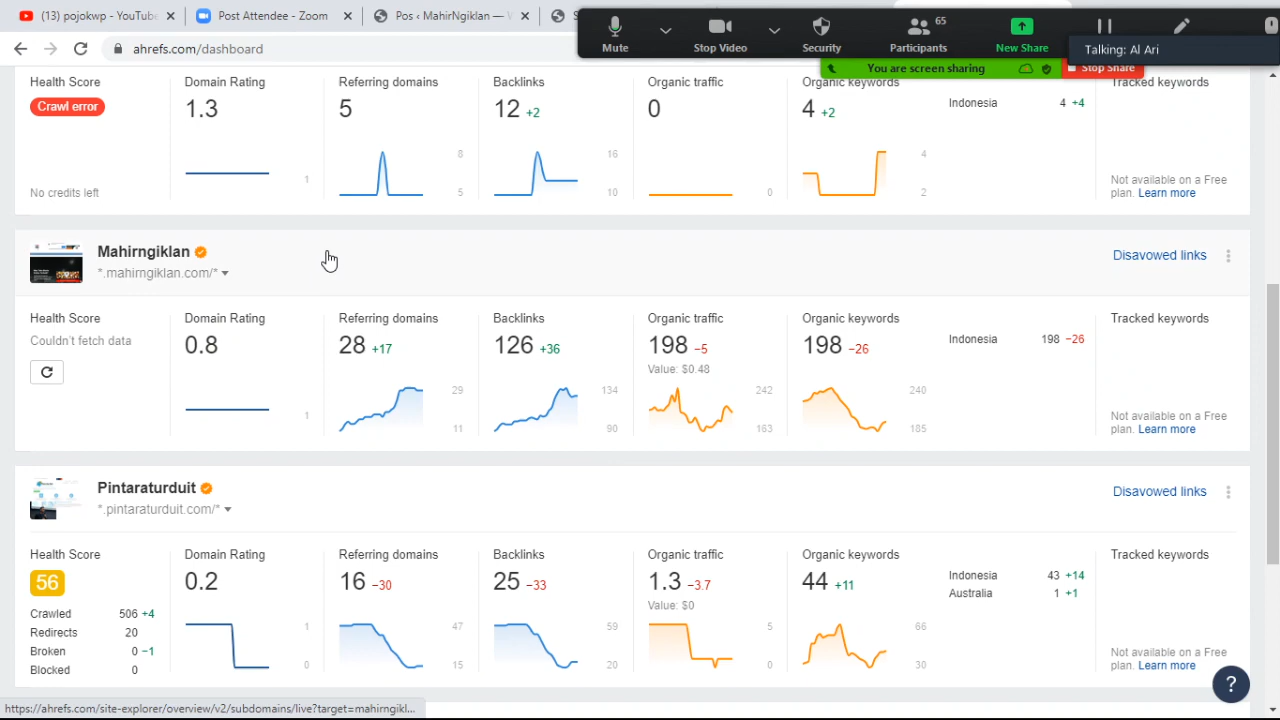 (13) pojokwp - YouTube
Post Attendee - Zoom
Pos ‹ MahirNgiklan — W
ahrefs.com/dashboard
Mute
Stop Video
Security
Participants
65
New Share
Talking: Al Ari
You are screen sharing
Stop Share
Health Score
Domain Rating
Referring domains
Backlinks
Organic traffic
Organic keywords
Tracked keywords
Crawl error
1.3
5
12 +2
0
4 +2
Indonesia
4 +4
1
8
5
16
10
0
4
2
No credits left
Not available on a Free
plan. Learn more
Mahirngiklan
*.mahirngiklan.com/*
Disavowed links
Health Score
Domain Rating
Referring domains
Backlinks
Organic traffic
Organic keywords
Tracked keywords
Couldn't fetch data
0.8
28 +17
126 +36
198 −5
Value: $0.48
198 −26
Indonesia
198 −26
1
29
11
134
90
242
163
240
185
Not available on a Free
plan. Learn more
Pintaraturduit
*.pintaraturduit.com/*
Disavowed links
Health Score
Domain Rating
Referring domains
Backlinks
Organic traffic
Organic keywords
Tracked keywords
56
0.2
16 −30
25 −33
1.3 −3.7
Value: $0
44 +11
Indonesia
43 +14
Australia
1 +1
Crawled
506 +4
Redirects
20
Broken
0 −1
Blocked
0
1
0
47
15
59
20
5
0
66
30
Not available on a Free
plan. Learn more
?
https://ahrefs.com/site-explorer/overview/v2/subdomains/live?target=mahirngikl...